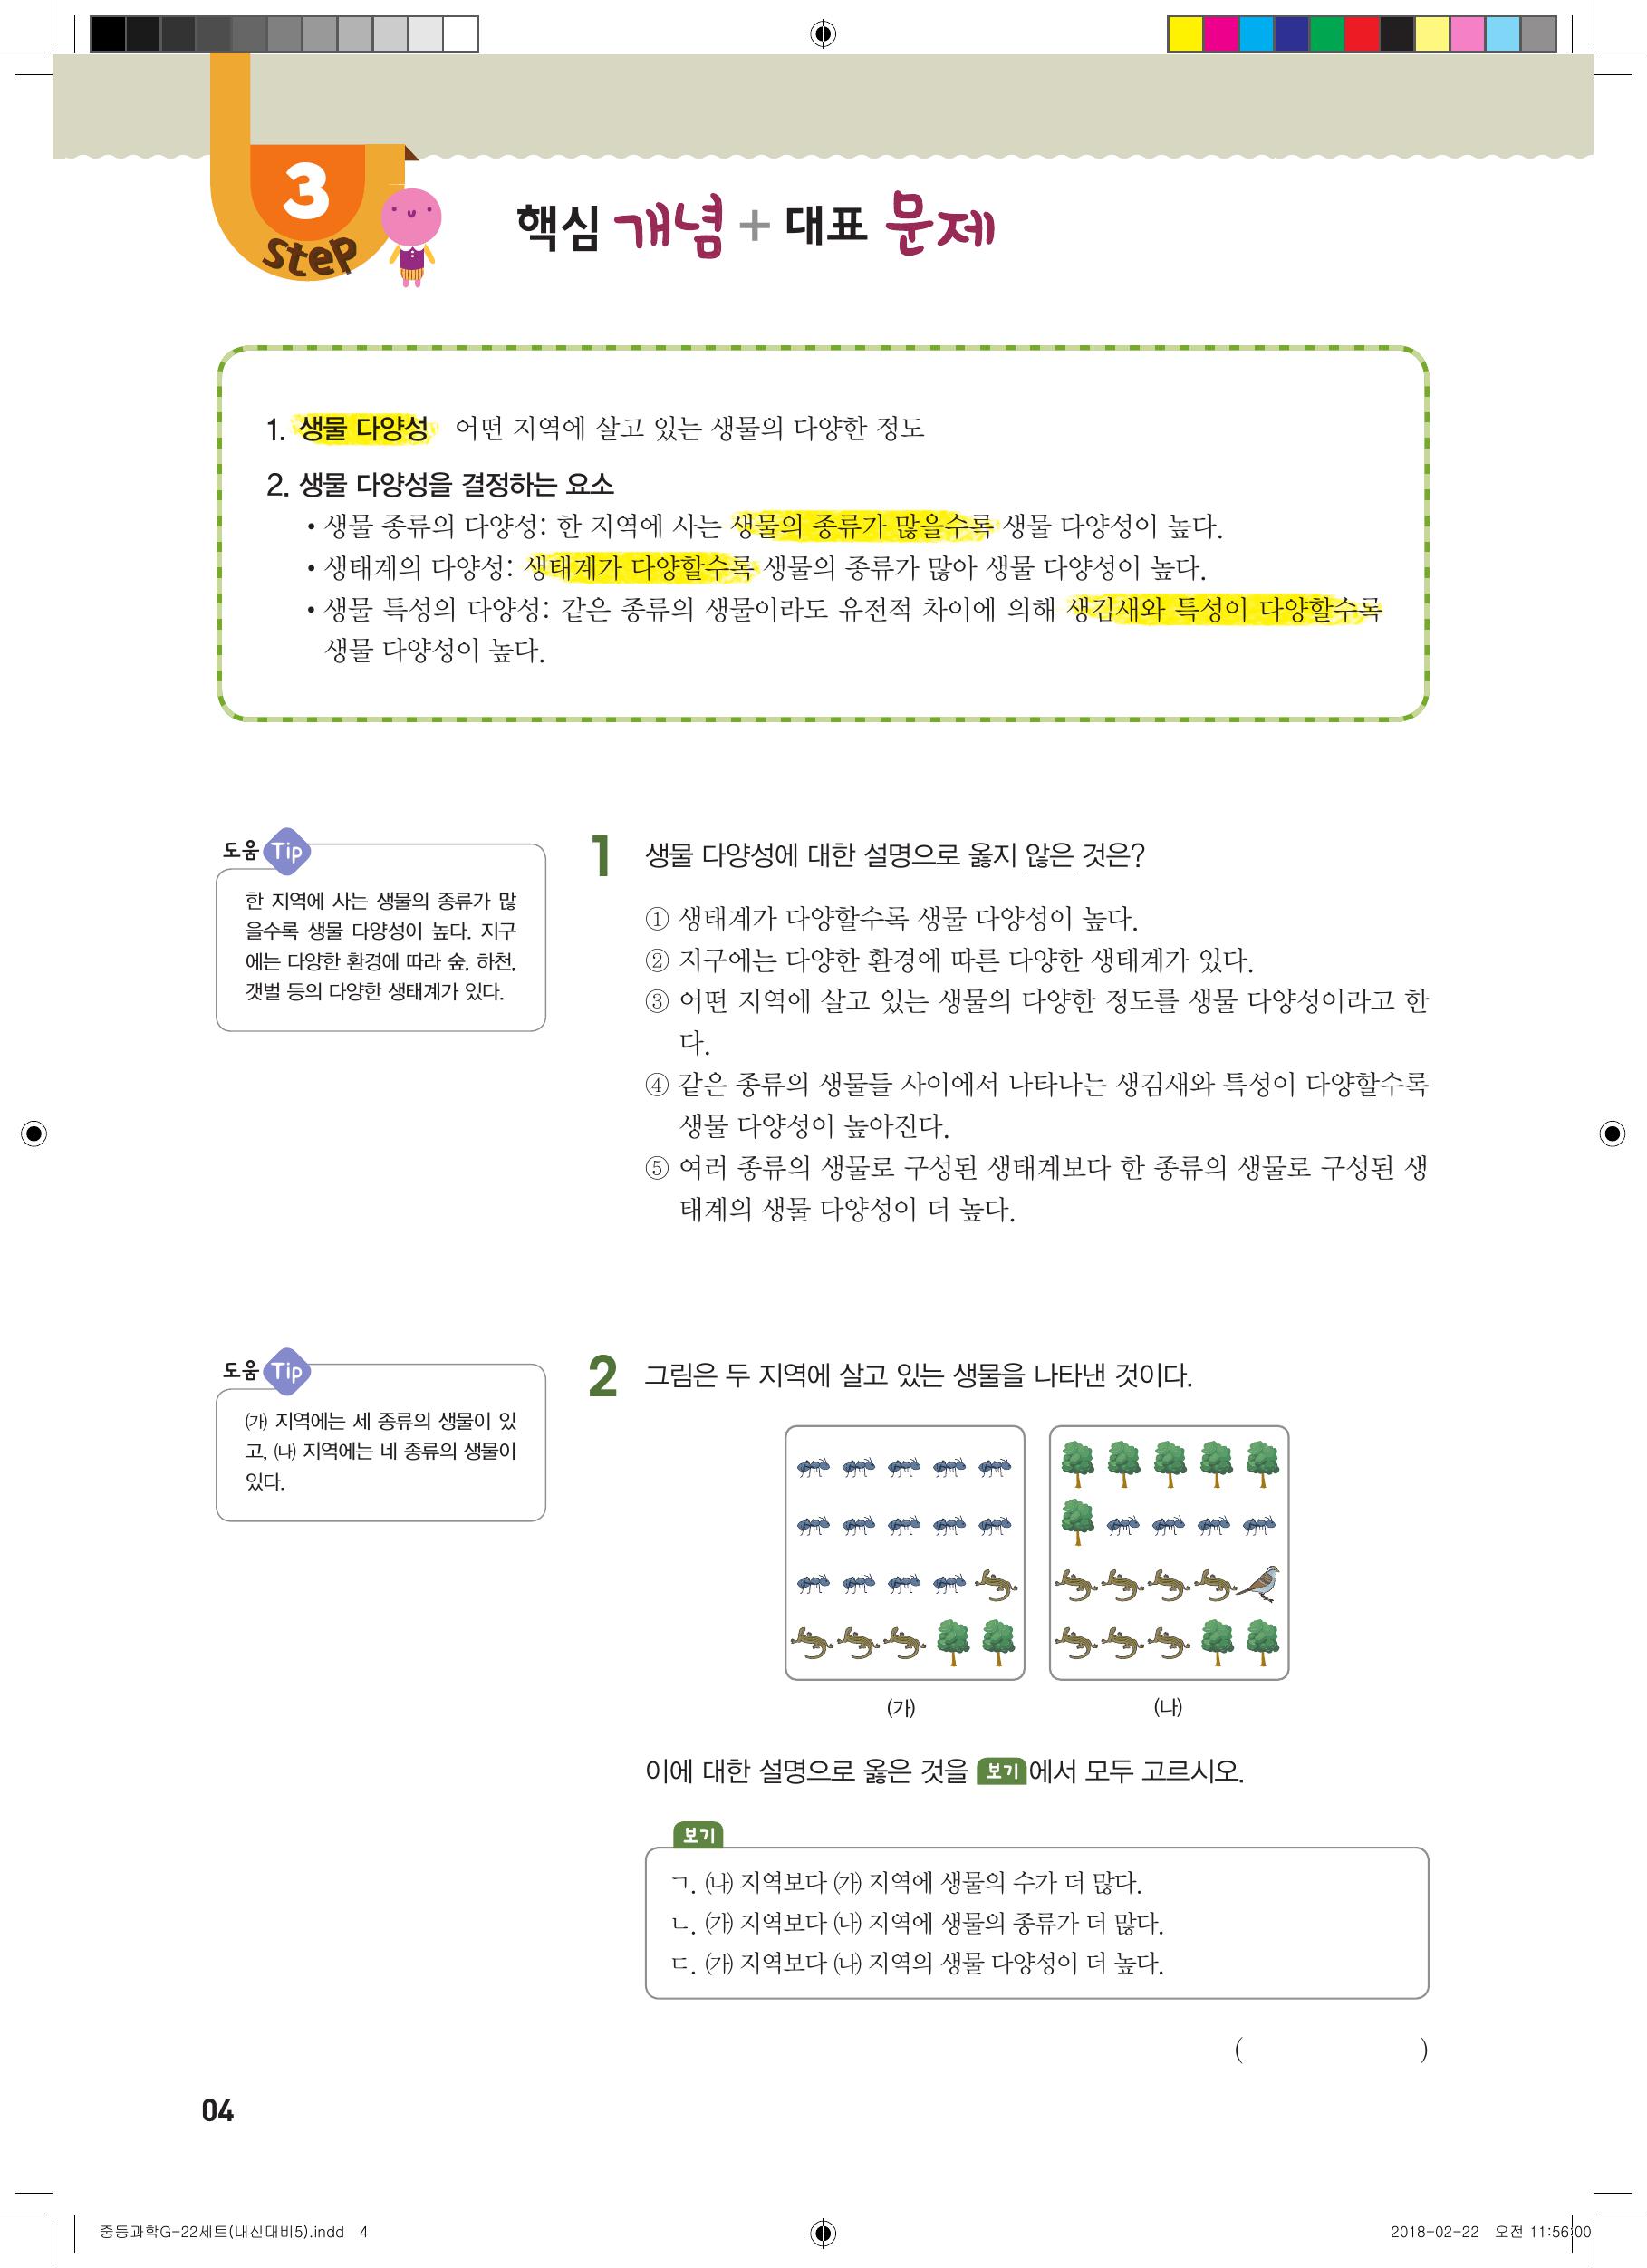 3
step
핵심 개념 + 대표 문제
1. 생물 다양성 어떤 지역에 살고 있는 생물의 다양한 정도
2. 생물 다양성을 결정하는 요소
• 생물 종류의 다양성: 한 지역에 사는 생물의 종류가 많을수록 생물 다양성이 높다.
• 생태계의 다양성: 생태계가 다양할수록 생물의 종류가 많아 생물 다양성이 높다.
• 생물 특성의 다양성: 같은 종류의 생물이라도 유전적 차이에 의해 생김새와 특성이 다양할수록
생물 다양성이 높다.
도움 Tip
한 지역에 사는 생물의 종류가 많
을수록 생물 다양성이 높다. 지구
에는 다양한 환경에 따라 숲, 하천,
갯벌 등의 다양한 생태계가 있다.
1 생물 다양성에 대한 설명으로 옳지 않은 것은?
① 생태계가 다양할수록 생물 다양성이 높다.
② 지구에는 다양한 환경에 따른 다양한 생태계가 있다.
③ 어떤 지역에 살고 있는 생물의 다양한 정도를 생물 다양성이라고 한
다.
④ 같은 종류의 생물들 사이에서 나타나는 생김새와 특성이 다양할수록
생물 다양성이 높아진다.
⑤ 여러 종류의 생물로 구성된 생태계보다 한 종류의 생물로 구성된 생
태계의 생물 다양성이 더 높다.
도움 Tip
㈎ 지역에는 세 종류의 생물이 있
고, ㈏ 지역에는 네 종류의 생물이
있다.
2 그림은 두 지역에 살고 있는 생물을 나타낸 것이다.
(가) (나)
이에 대한 설명으로 옳은 것을 보기 에서 모두 고르시오.
보기
ㄱ. ㈏ 지역보다 ㈎ 지역에 생물의 수가 더 많다.
ㄴ. ㈎ 지역보다 ㈏ 지역에 생물의 종류가 더 많다.
ㄷ. ㈎ 지역보다 ㈏ 지역의 생물 다양성이 더 높다.
( )
04
중등과학G-22세트(내신대비5).indd 4 2018-02-22 오전 11:56:00